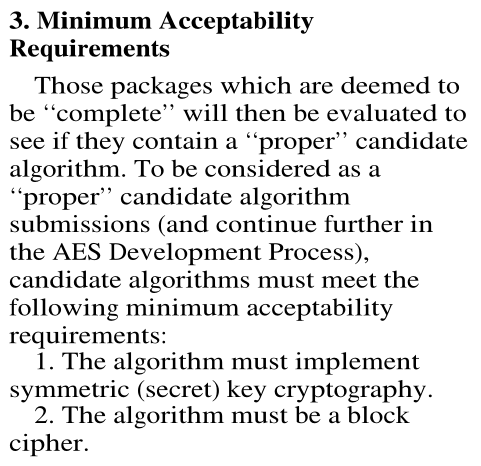 3. Minimum Acceptability
Requirements
Those packages which are deemed to
be ‘‘complete’’ will then be evaluated to
see if they contain a ‘‘proper’’ candidate
algorithm. To be considered as a
‘‘proper’’ candidate algorithm
submissions (and continue further in
the AES Development Process),
candidate algorithms must meet the
following minimum acceptability
requirements:
1. The algorithm must implement
symmetric (secret) key cryptography.
2. The algorithm must be a block
cipher.